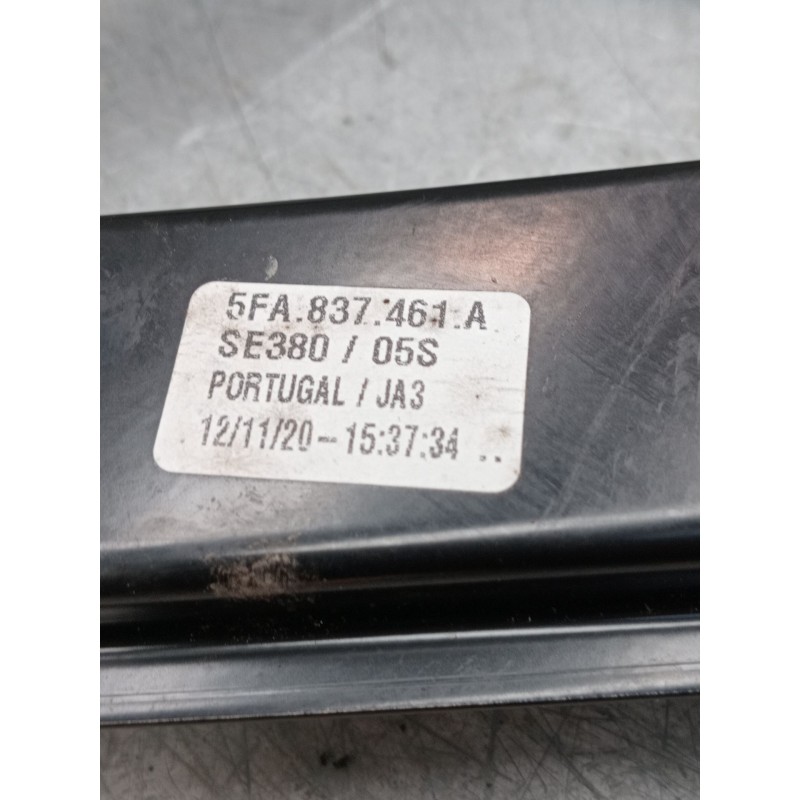 5FA.837.461.A
SE380 / 05S
PORTUGAL / JA3
12/11/20-15:37:34 ..